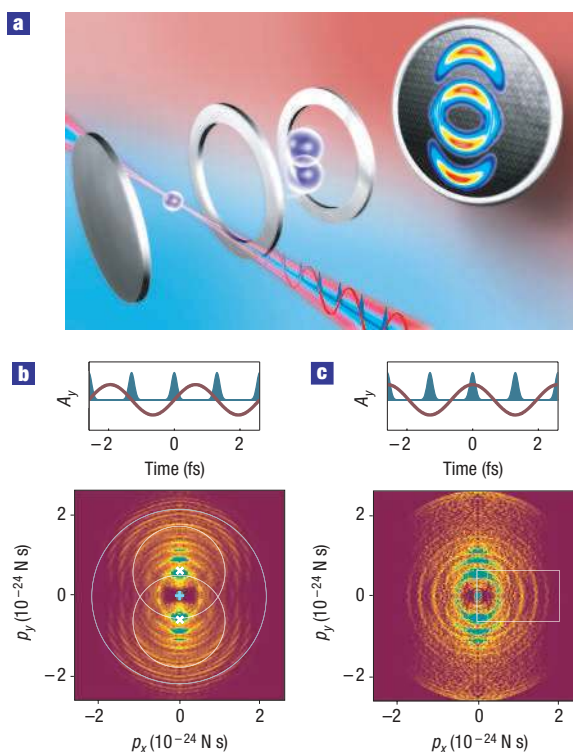 a
b
c
A_y
−2 0 2
Time (fs)
A_y
−2 0 2
Time (fs)
p_y (10⁻²⁴ N s)
2
0
−2
−2 0 2
p_x (10⁻²⁴ N s)
p_y (10⁻²⁴ N s)
2
0
−2
−2 0 2
p_x (10⁻²⁴ N s)